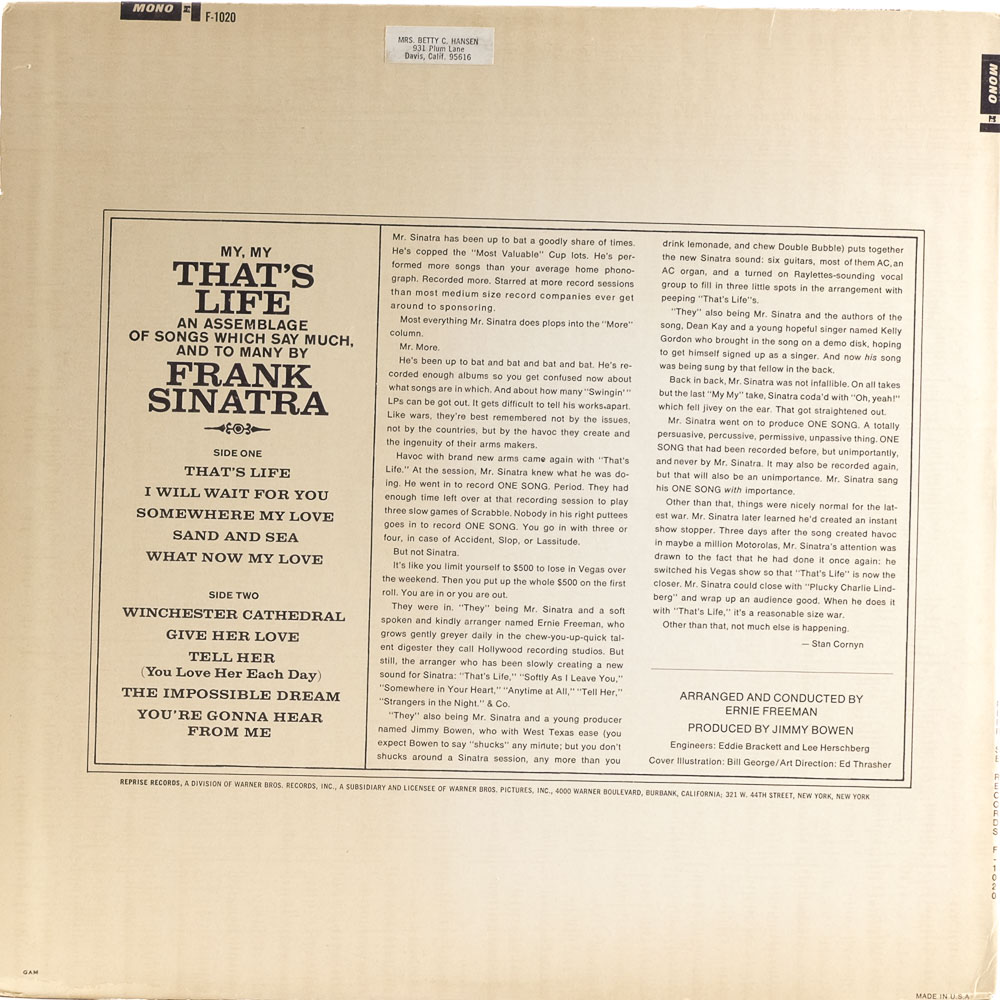 MONO
F-1020
MRS. BETTY C. HANSEN
931 Plum Lane
Davis, Calif. 95616
MONO
MY, MY
THAT'S
LIFE
AN ASSEMBLAGE
OF SONGS WHICH SAY MUCH,
AND TO MANY BY
FRANK
SINATRA
SIDE ONE
THAT'S LIFE
I WILL WAIT FOR YOU
SOMEWHERE MY LOVE
SAND AND SEA
WHAT NOW MY LOVE
SIDE TWO
WINCHESTER CATHEDRAL
GIVE HER LOVE
TELL HER
(You Love Her Each Day)
THE IMPOSSIBLE DREAM
YOU'RE GONNA HEAR
FROM ME
Mr. Sinatra has been up to bat a goodly share of times.
He's copped the "Most Valuable" Cup lots. He's per-
formed more songs than your average home phono-
graph. Recorded more. Starred at more record sessions
than most medium size record companies ever get
around to sponsoring.
Most everything Mr. Sinatra does plops into the "More"
column.
Mr. More.
He's been up to bat and bat and bat and bat. He's re-
corded enough albums so you get confused now about
what songs are in which. And about how many "Swingin'"
LPs can be got out. It gets difficult to tell his works apart.
Like wars, they're best remembered not by the issues,
not by the countries, but by the havoc they create and
the ingenuity of their arms makers.
Havoc with brand new arms came again with "That's
Life." At the session, Mr. Sinatra knew what he was do-
ing. He went in to record ONE SONG. Period. They had
enough time left over at that recording session to play
three slow games of Scrabble. Nobody in his right puttees
goes in to record ONE SONG. You go in with three or
four, in case of Accident, Slop, or Lassitude.
But not Sinatra.
It's like you limit yourself to $500 to lose in Vegas over
the weekend. Then you put up the whole $500 on the first
roll. You are in or you are out.
They were in. "They" being Mr. Sinatra and a soft
spoken and kindly arranger named Ernie Freeman, who
grows gently greyer daily in the chew-you-up-quick tal-
ent digester they call Hollywood recording studios. But
still, the arranger who has been slowly creating a new
sound for Sinatra: "That's Life," "Softly As I Leave You,"
"Somewhere in Your Heart," "Anytime at All," "Tell Her,"
"Strangers in the Night." & Co.
"They" also being Mr. Sinatra and a young producer
named Jimmy Bowen, who with West Texas ease (you
expect Bowen to say "shucks" any minute; but you don't
shucks around a Sinatra session, any more than you
drink lemonade, and chew Double Bubble) puts together
the new Sinatra sound: six guitars, most of them AC, an
AC organ, and a turned on Raylettes-sounding vocal
group to fill in three little spots in the arrangement with
peeping "That's Life"s.
"They" also being Mr. Sinatra and the authors of the
song, Dean Kay and a young hopeful singer named Kelly
Gordon who brought in the song on a demo disk, hoping
to get himself signed up as a singer. And now his song
was being sung by that fellow in the back.
Back in back, Mr. Sinatra was not infallible. On all takes
but the last "My My" take, Sinatra coda'd with "Oh, yeah!"
which fell jivey on the ear. That got straightened out.
Mr. Sinatra went on to produce ONE SONG. A totally
persuasive, percussive, permissive, unpassive thing. ONE
SONG that had been recorded before, but unimportantly,
and never by Mr. Sinatra. It may also be recorded again,
but that will also be an unimportance. Mr. Sinatra sang
his ONE SONG with importance.
Other than that, things were nicely normal for the lat-
est war. Mr. Sinatra later learned he'd created an instant
show stopper. Three days after the song created havoc
in maybe a million Motorolas, Mr. Sinatra's attention was
drawn to the fact that he had done it once again: he
switched his Vegas show so that "That's Life" is now the
closer. Mr. Sinatra could close with "Plucky Charlie Lind-
berg" and wrap up an audience good. When he does it
with "That's Life," it's a reasonable size war.
Other than that, not much else is happening.
— Stan Cornyn
ARRANGED AND CONDUCTED BY
ERNIE FREEMAN
PRODUCED BY JIMMY BOWEN
Engineers: Eddie Brackett and Lee Herschberg
Cover Illustration: Bill George/Art Direction: Ed Thrasher
REPRISE RECORDS, A DIVISION OF WARNER BROS. RECORDS, INC., A SUBSIDIARY AND LICENSEE OF WARNER BROS. PICTURES, INC., 4000 WARNER BOULEVARD, BURBANK, CALIFORNIA; 321 W. 44TH STREET, NEW YORK, NEW YORK
RECORDS F-1020
GAM
MADE IN U.S.A